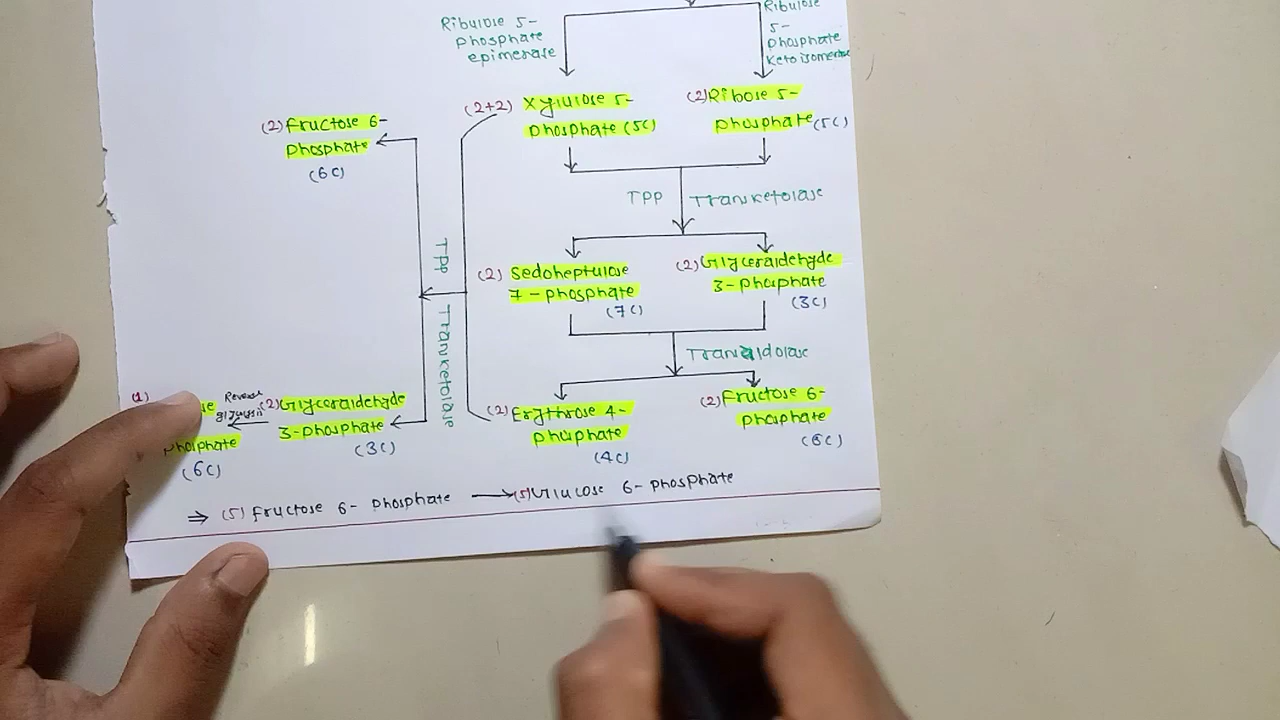 Ribulose 5-
phosphate
epimerase
Ribulose
5-
phosphate
ketoisomerase
(2+2) Xylulose 5-
phosphate (5C)
(2) Ribose 5-
phosphate (5C)
(2) Fructose 6-
phosphate
(6C)
TPP Transketolase
(2) Sedoheptulose
7-phosphate
(7C)
(2) Glyceraldehyde
3-phosphate
(3C)
TPP Transketolase
Transaldolase
(2) Erythrose 4-
phosphate
(4C)
(2) Fructose 6-
phosphate
(6C)
(2) Glyceraldehyde
3-phosphate
(3C)
Reverse
glycolysis
(1)
se
phosphate
(6C)
⇒ (5) Fructose 6- phosphate → (5) Glucose 6-phosphate